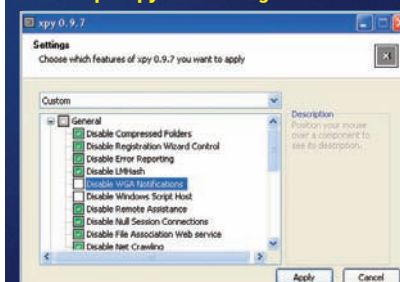 xpy 0.9.7
Settings
Choose which features of xpy 0.9.7 you want to apply
Custom
General
Disable Compressed Folders
Disable Registration Wizard Control
Disable Error Reporting
Disable LMHash
Disable WGA Notifications
Disable Windows Script Host
Disable Remote Assistance
Disable Null Session Connections
Disable File Association Web service
Disable Net Crawling
Description
Position your mouse
over a component to
see its description.
Apply
Cancel